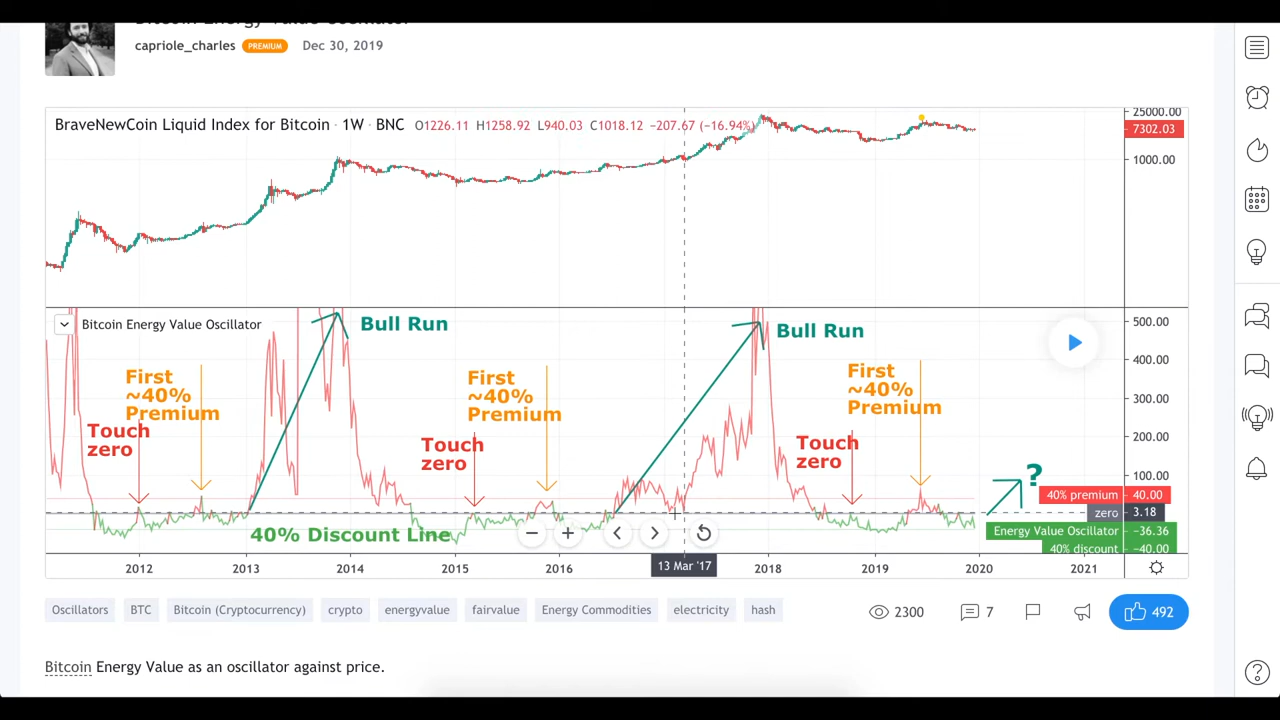 Bitcoin Energy Value Oscillator
capriole_charles PREMIUM Dec 30, 2019
BraveNewCoin Liquid Index for Bitcoin · 1W · BNC O1226.11 H1258.92 L940.03 C1018.12 −207.67 (−16.94%)
25000.00
7302.03
1000.00
Bitcoin Energy Value Oscillator
Bull Run
Bull Run
500.00
400.00
300.00
200.00
100.00
First
~40%
Premium
Touch
zero
First
~40%
Premium
Touch
zero
First
~40%
Premium
Touch
zero
?
40% premium 40.00
zero 3.18
Energy Value Oscillator −36.36
40% discount −40.00
40% Discount Line
2012 2013 2014 2015 2016 13 Mar '17 2018 2019 2020 2021
Oscillators BTC Bitcoin (Cryptocurrency) crypto energyvalue fairvalue Energy Commodities electricity hash 2300 7 492
Bitcoin Energy Value as an oscillator against price.